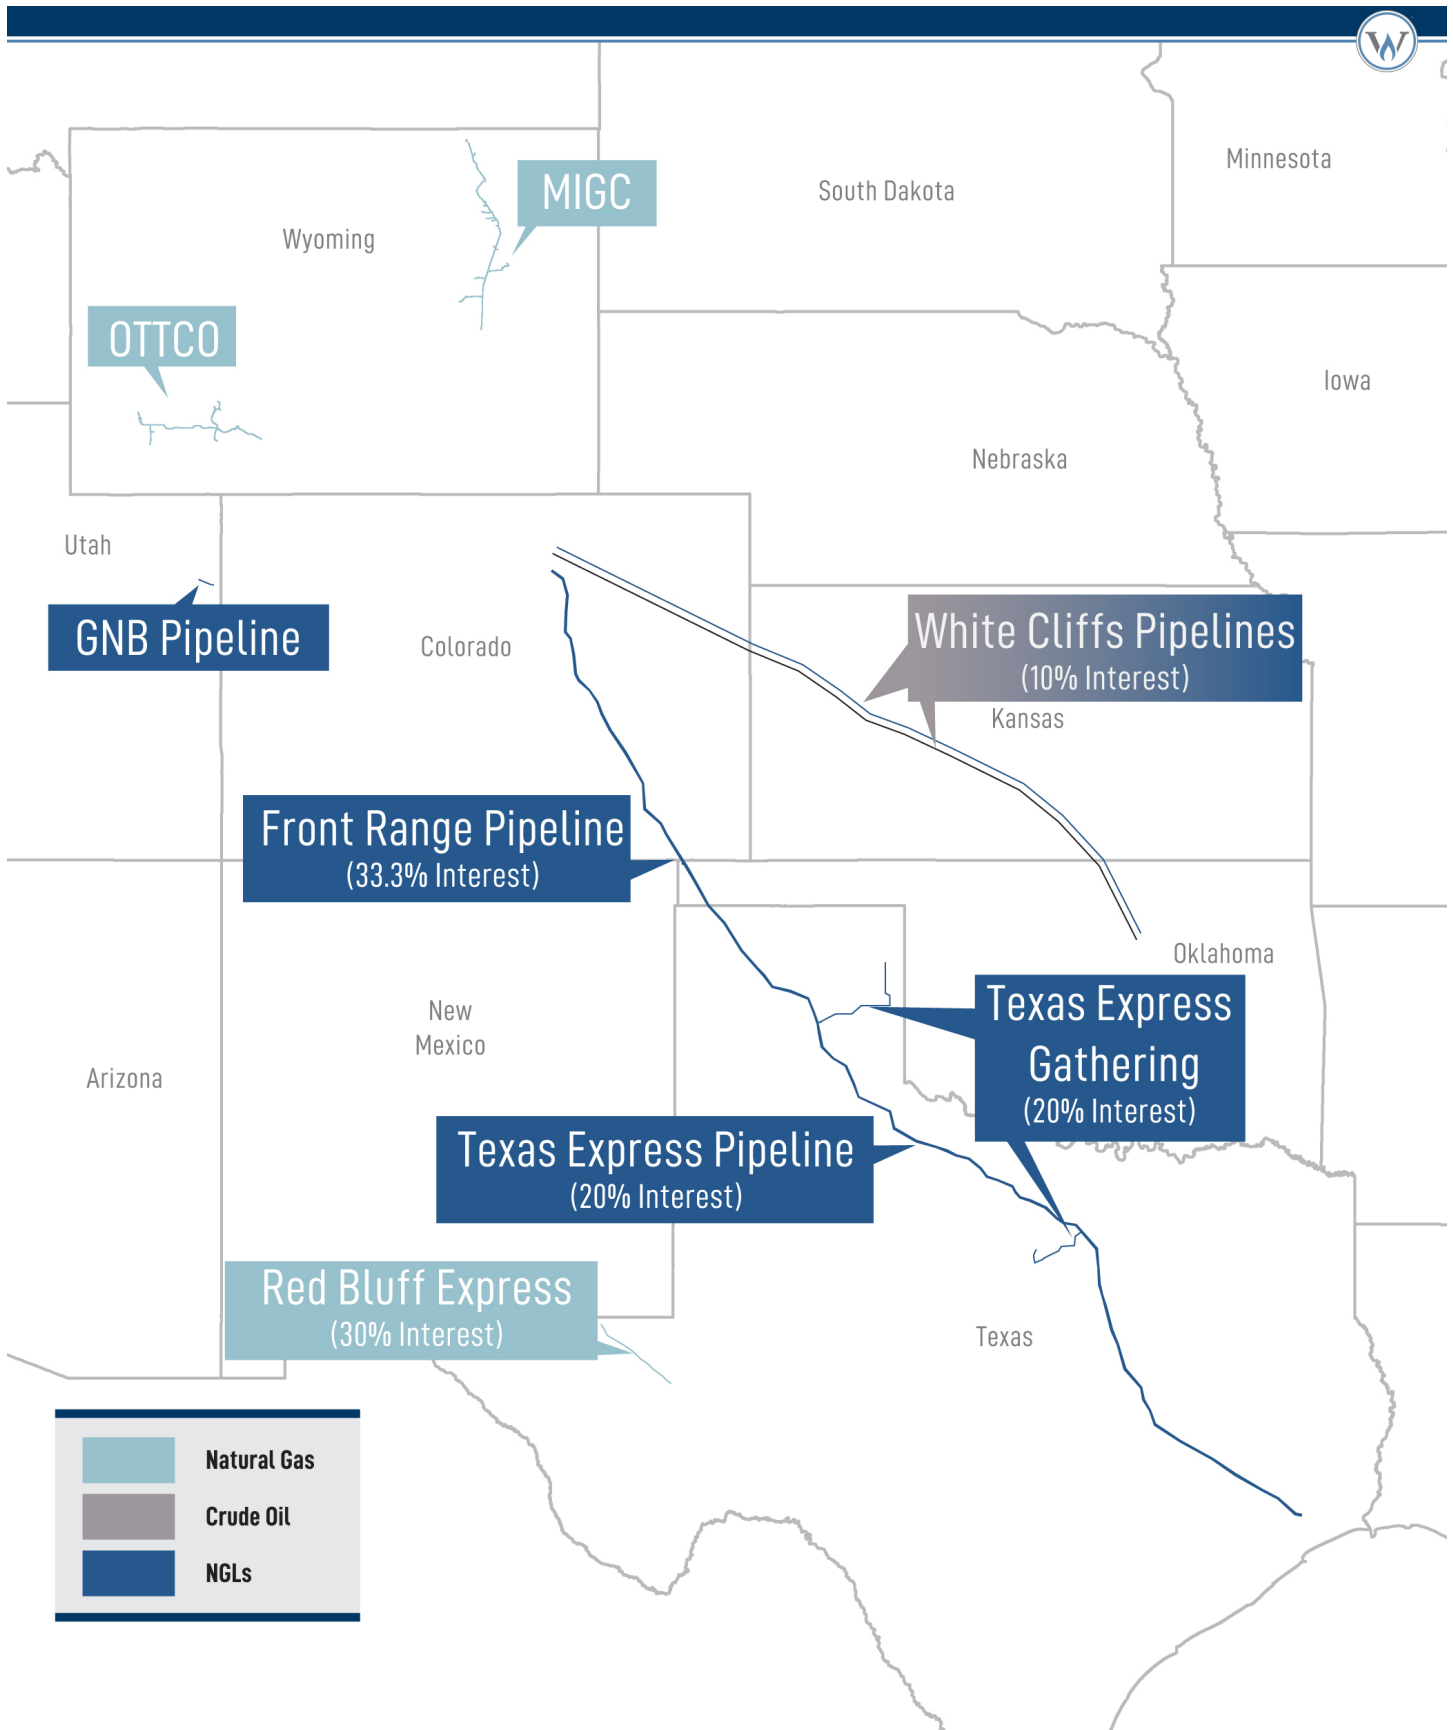 W
Minnesota
South Dakota
MIGC
Wyoming
OTTCO
Iowa
Nebraska
Utah
GNB Pipeline
Colorado
White Cliffs Pipelines
(10% Interest)
Kansas
Front Range Pipeline
(33.3% Interest)
Oklahoma
New
Mexico
Texas Express
Gathering
(20% Interest)
Arizona
Texas Express Pipeline
(20% Interest)
Red Bluff Express
(30% Interest)
Texas
Natural Gas
Crude Oil
NGLs